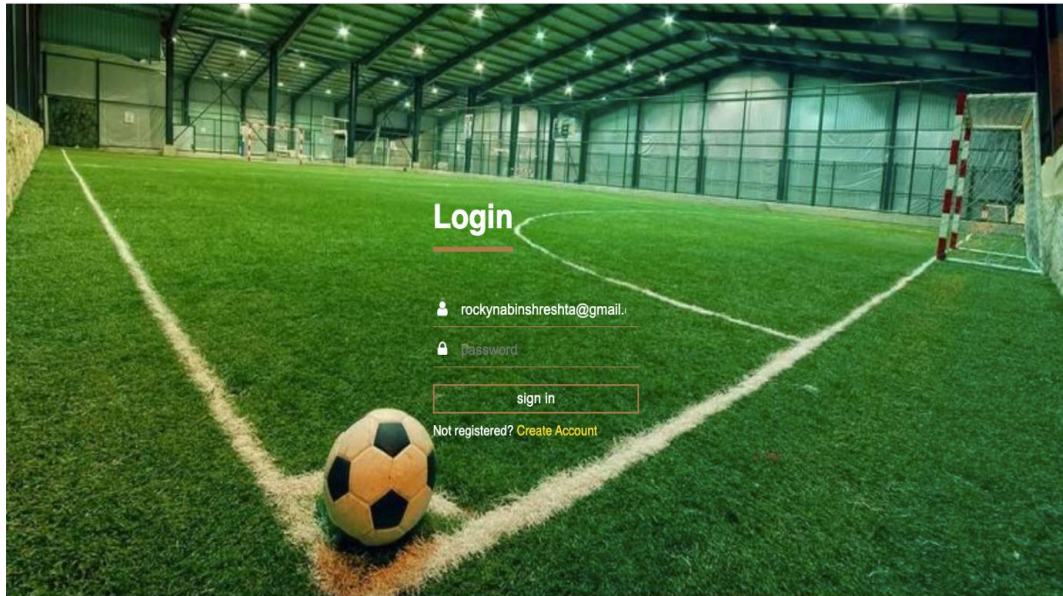 Login
rockynabinshreshta@gmail.
password
sign in
Not registered? Create Account